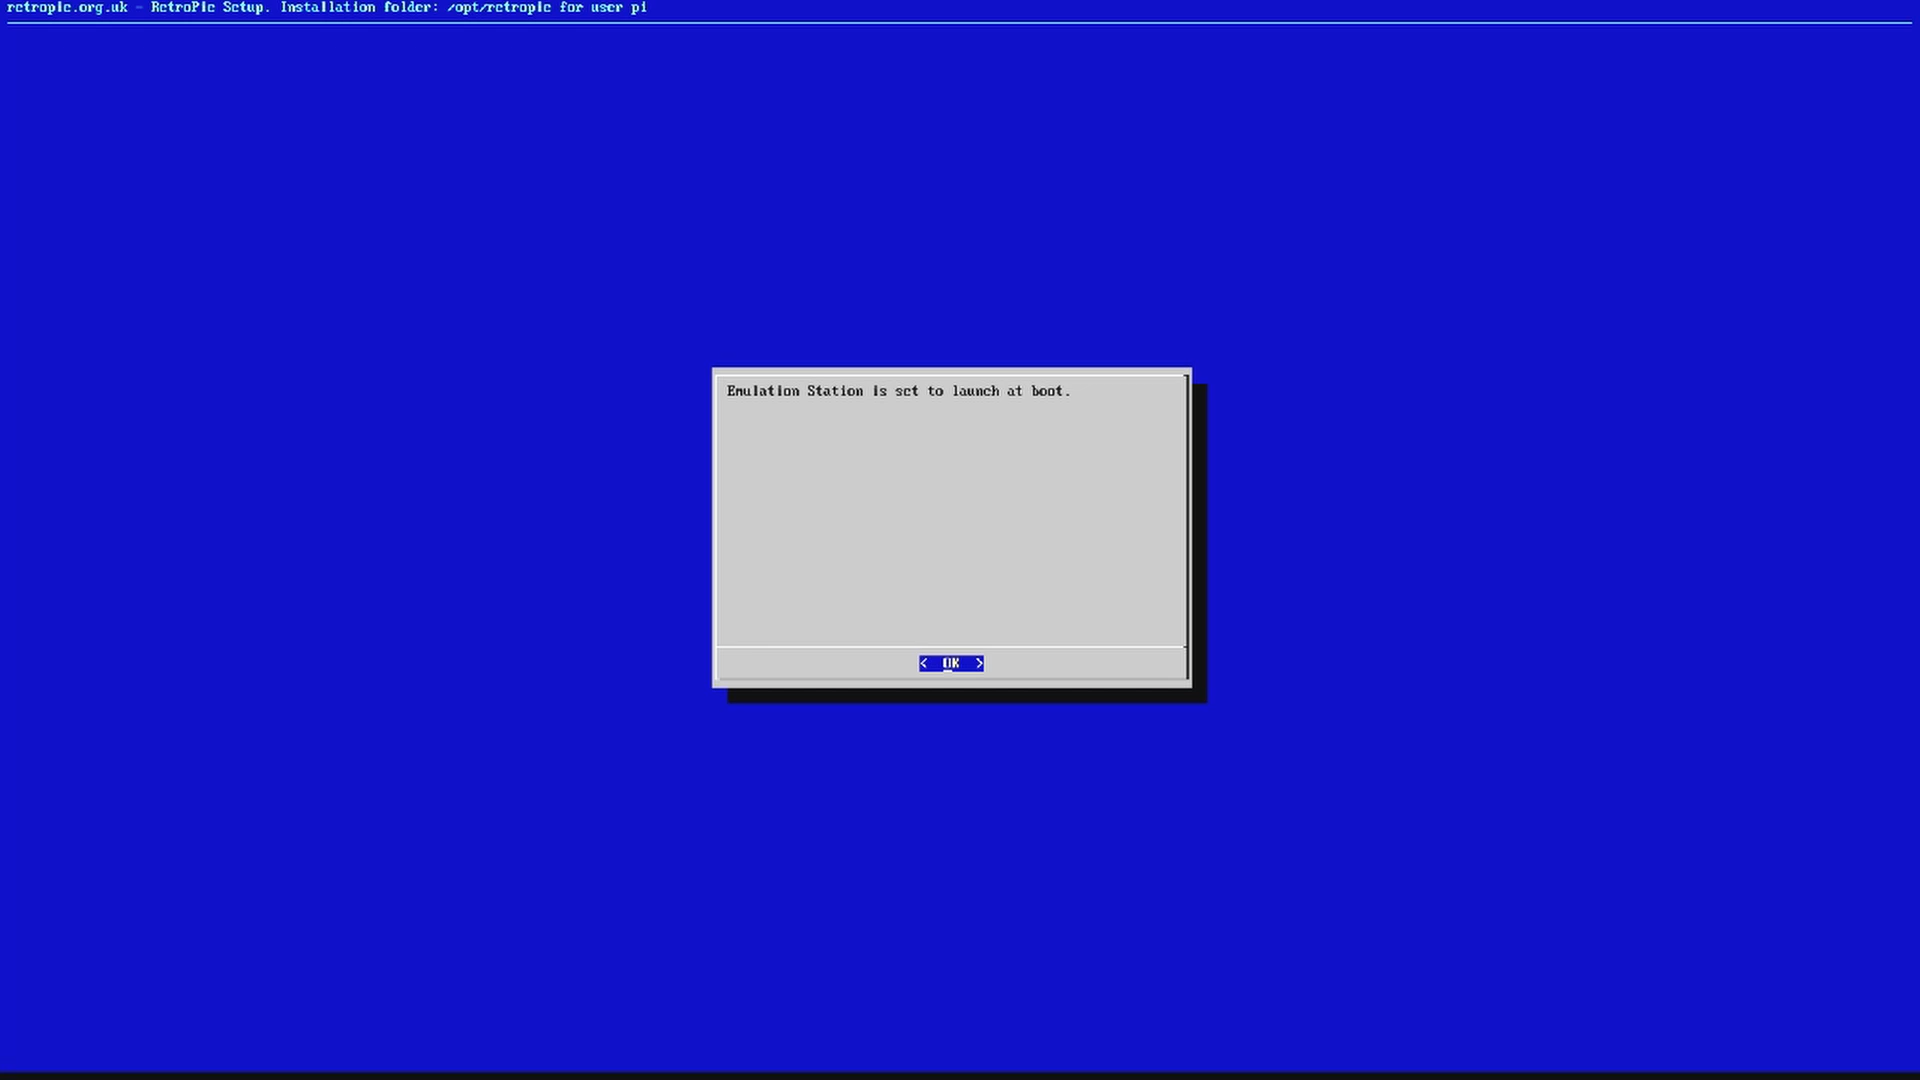 retropie.org.uk - RetroPie Setup. Installation folder: /opt/retropie for user pi
Emulation Station is set to launch at boot.
< OK >